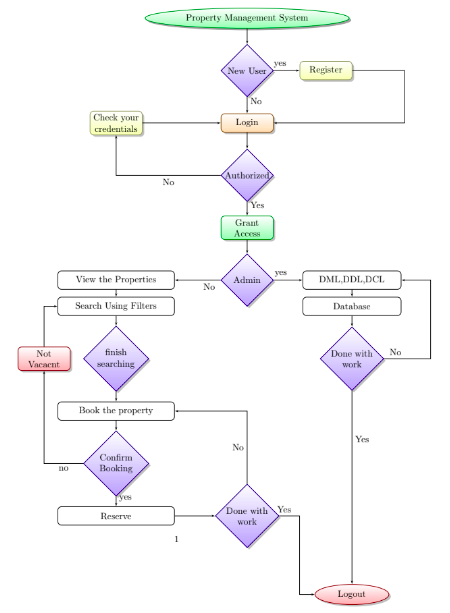 Property Management System
New User
yes
Register
No
Login
Check your
credentials
Authorized
No
Yes
Grant
Access
Admin
No
yes
View the Properties
DML,DDL,DCL
Search Using Filters
Database
Not
Vacaent
finish
searching
Done with
work
No
Book the property
Yes
No
Confirm
Booking
no
yes
Reserve
Done with
work
Yes
1
Logout